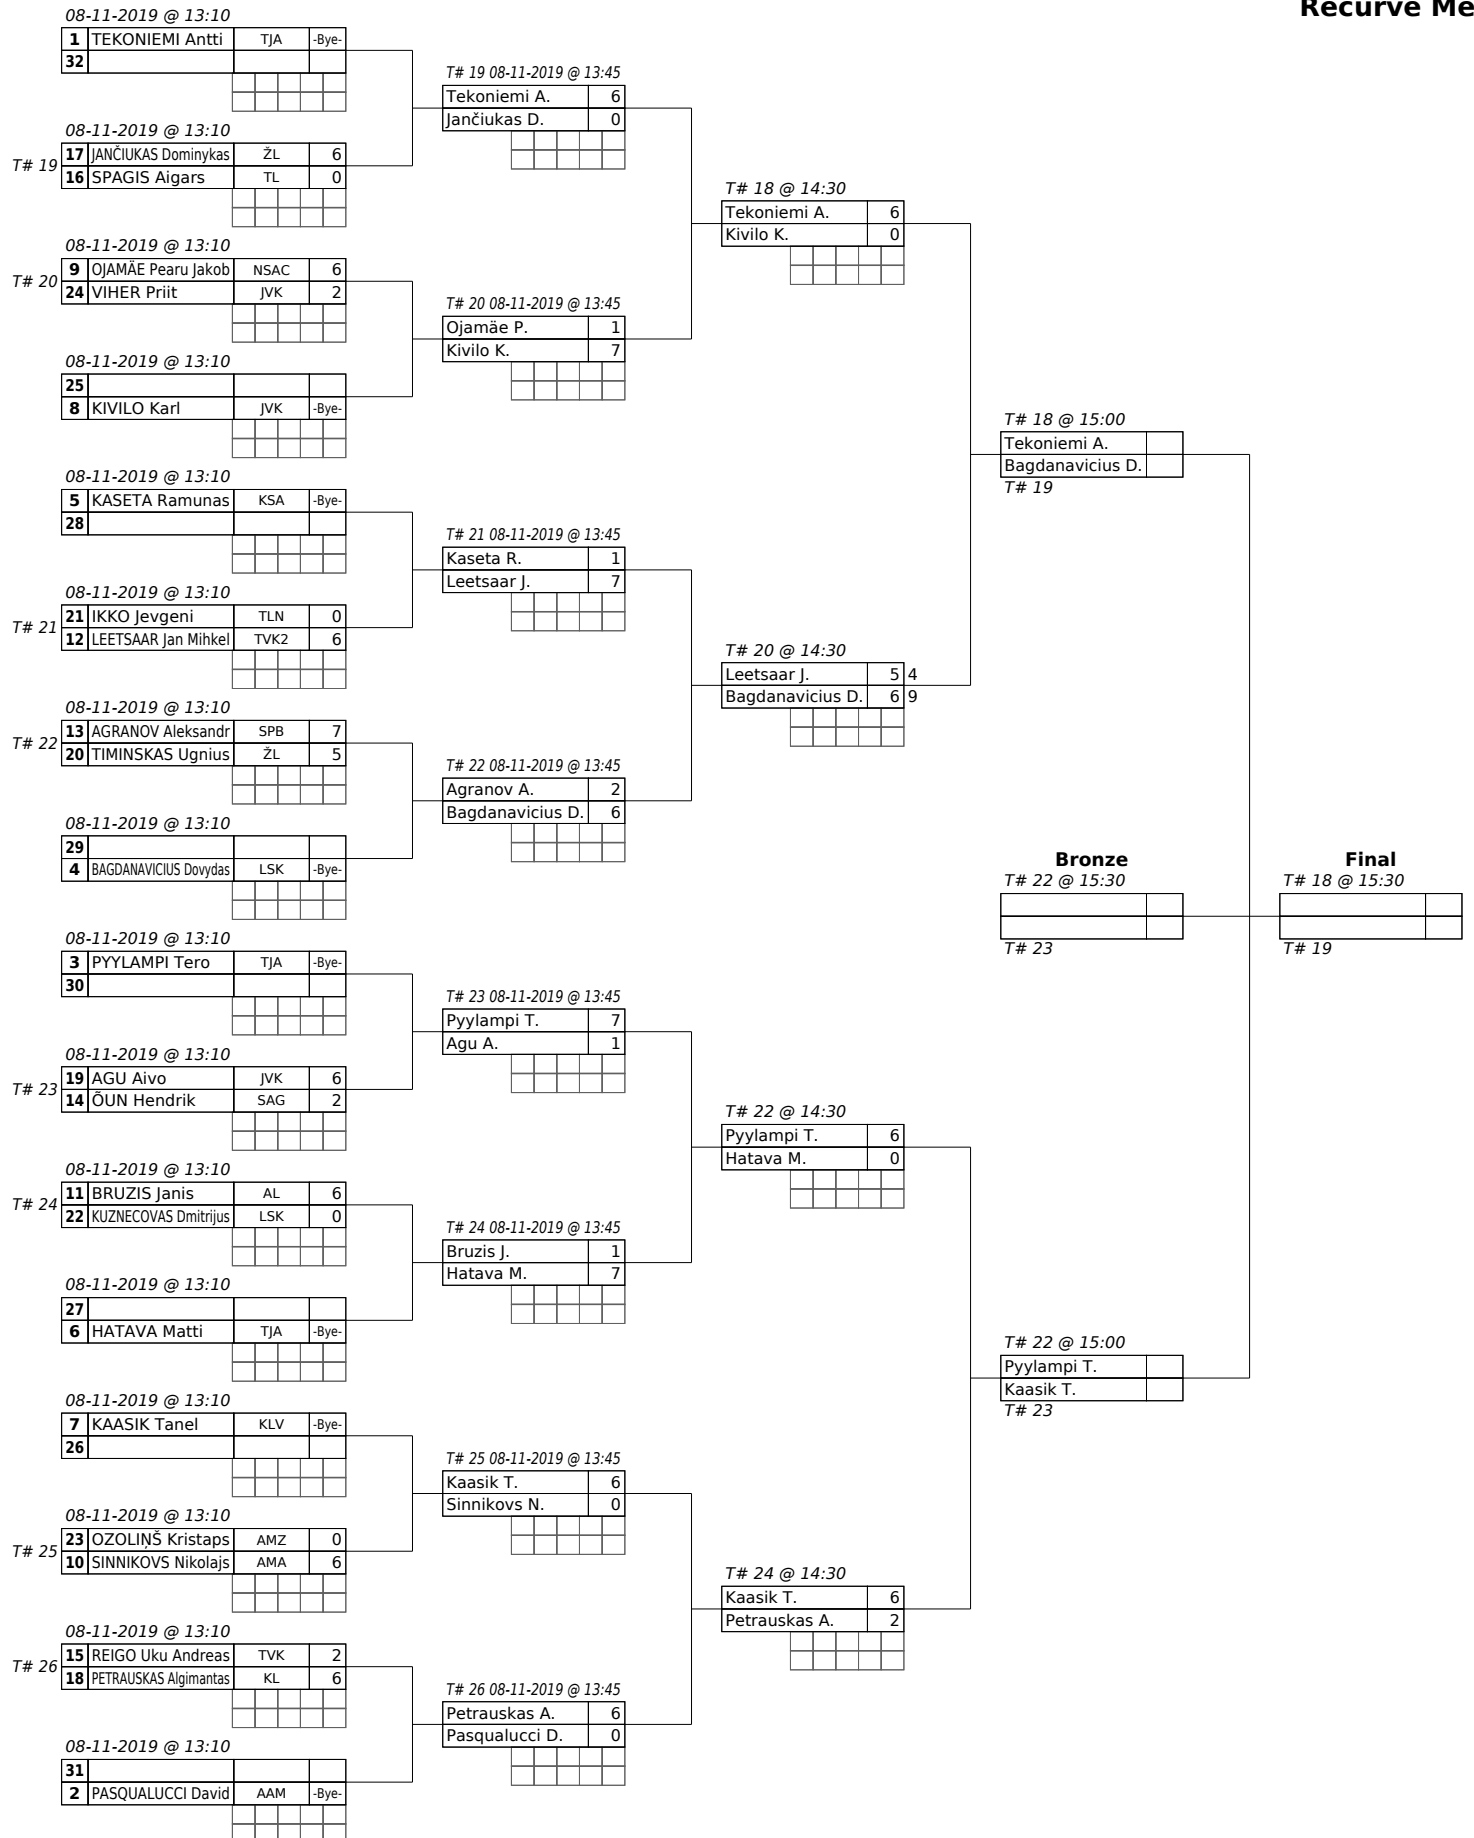 Recurve Me
08-11-2019 @ 13:10
1 TEKONIEMI Antti TJA -Bye-
32
08-11-2019 @ 13:10
T# 19
17 JANČIUKAS Dominykas ŽL 6
16 SPAGIS Aigars TL 0
08-11-2019 @ 13:10
T# 20
9 OJAMÄE Pearu Jakob NSAC 6
24 VIHER Priit JVK 2
08-11-2019 @ 13:10
25
8 KIVILO Karl JVK -Bye-
08-11-2019 @ 13:10
5 KASETA Ramunas KSA -Bye-
28
08-11-2019 @ 13:10
T# 21
21 IKKO Jevgeni TLN 0
12 LEETSAAR Jan Mihkel TVK2 6
08-11-2019 @ 13:10
T# 22
13 AGRANOV Aleksandr SPB 7
20 TIMINSKAS Ugnius ŽL 5
08-11-2019 @ 13:10
29
4 BAGDANAVICIUS Dovydas LSK -Bye-
08-11-2019 @ 13:10
3 PYYLAMPI Tero TJA -Bye-
30
08-11-2019 @ 13:10
T# 23
19 AGU Aivo JVK 6
14 ÕUN Hendrik SAG 2
08-11-2019 @ 13:10
T# 24
11 BRUZIS Janis AL 6
22 KUZNECOVAS Dmitrijus LSK 0
08-11-2019 @ 13:10
27
6 HATAVA Matti TJA -Bye-
08-11-2019 @ 13:10
7 KAASIK Tanel KLV -Bye-
26
08-11-2019 @ 13:10
T# 25
23 OZOLIŅŠ Kristaps AMZ 0
10 SINNIKOVS Nikolajs AMA 6
08-11-2019 @ 13:10
T# 26
15 REIGO Uku Andreas TVK 2
18 PETRAUSKAS Algimantas KL 6
08-11-2019 @ 13:10
31
2 PASQUALUCCI David AAM -Bye-
T# 19 08-11-2019 @ 13:45
Tekoniemi A. 6
Jančiukas D. 0
T# 20 08-11-2019 @ 13:45
Ojamäe P. 1
Kivilo K. 7
T# 21 08-11-2019 @ 13:45
Kaseta R. 1
Leetsaar J. 7
T# 22 08-11-2019 @ 13:45
Agranov A. 2
Bagdanavicius D. 6
T# 23 08-11-2019 @ 13:45
Pyylampi T. 7
Agu A. 1
T# 24 08-11-2019 @ 13:45
Bruzis J. 1
Hatava M. 7
T# 25 08-11-2019 @ 13:45
Kaasik T. 6
Sinnikovs N. 0
T# 26 08-11-2019 @ 13:45
Petrauskas A. 6
Pasqualucci D. 0
T# 18 @ 14:30
Tekoniemi A. 6
Kivilo K. 0
T# 20 @ 14:30
Leetsaar J. 5 4
Bagdanavicius D. 6 9
T# 22 @ 14:30
Pyylampi T. 6
Hatava M. 0
T# 24 @ 14:30
Kaasik T. 6
Petrauskas A. 2
T# 18 @ 15:00
Tekoniemi A.
Bagdanavicius D.
T# 19
Bronze
T# 22 @ 15:30
T# 23
T# 22 @ 15:00
Pyylampi T.
Kaasik T.
T# 23
Final
T# 18 @ 15:30
T# 19